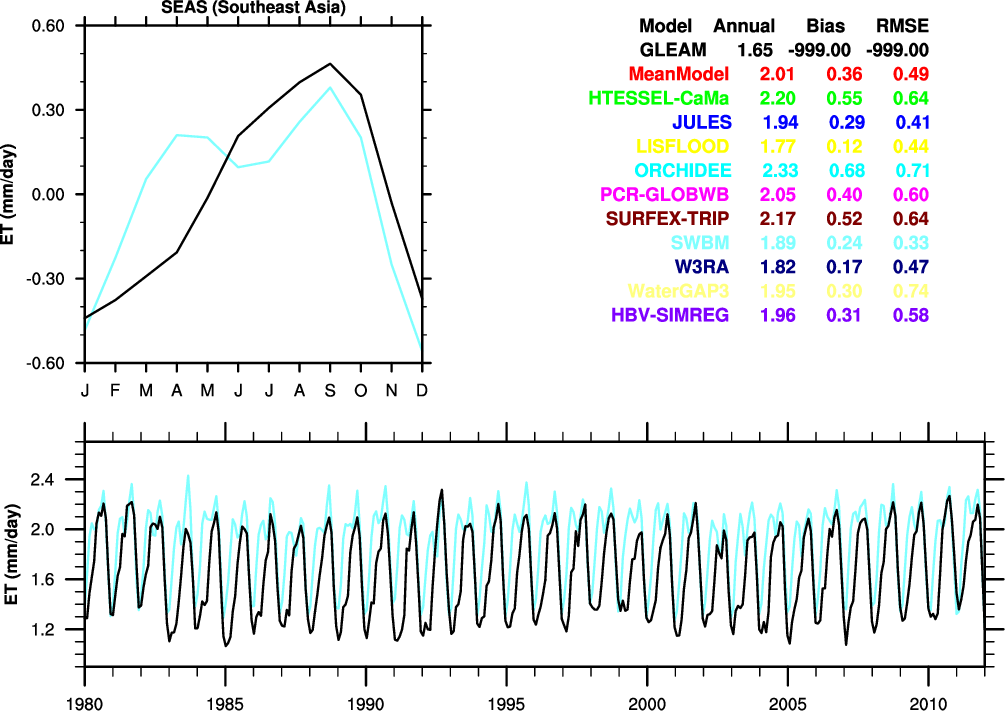 SEAS (Southeast Asia)
0.60
0.30
0.00
-0.30
-0.60
ET (mm/day)
J F M A M J J A S O N D
Model Annual Bias RMSE
GLEAM 1.65 -999.00 -999.00
MeanModel 2.01 0.36 0.49
HTESSEL-CaMa 2.20 0.55 0.64
JULES 1.94 0.29 0.41
LISFLOOD 1.77 0.12 0.44
ORCHIDEE 2.33 0.68 0.71
PCR-GLOBWB 2.05 0.40 0.60
SURFEX-TRIP 2.17 0.52 0.64
SWBM 1.89 0.24 0.33
W3RA 1.82 0.17 0.47
WaterGAP3 1.95 0.30 0.74
HBV-SIMREG 1.96 0.31 0.58
2.4
2.0
1.6
1.2
ET (mm/day)
1980 1985 1990 1995 2000 2005 2010